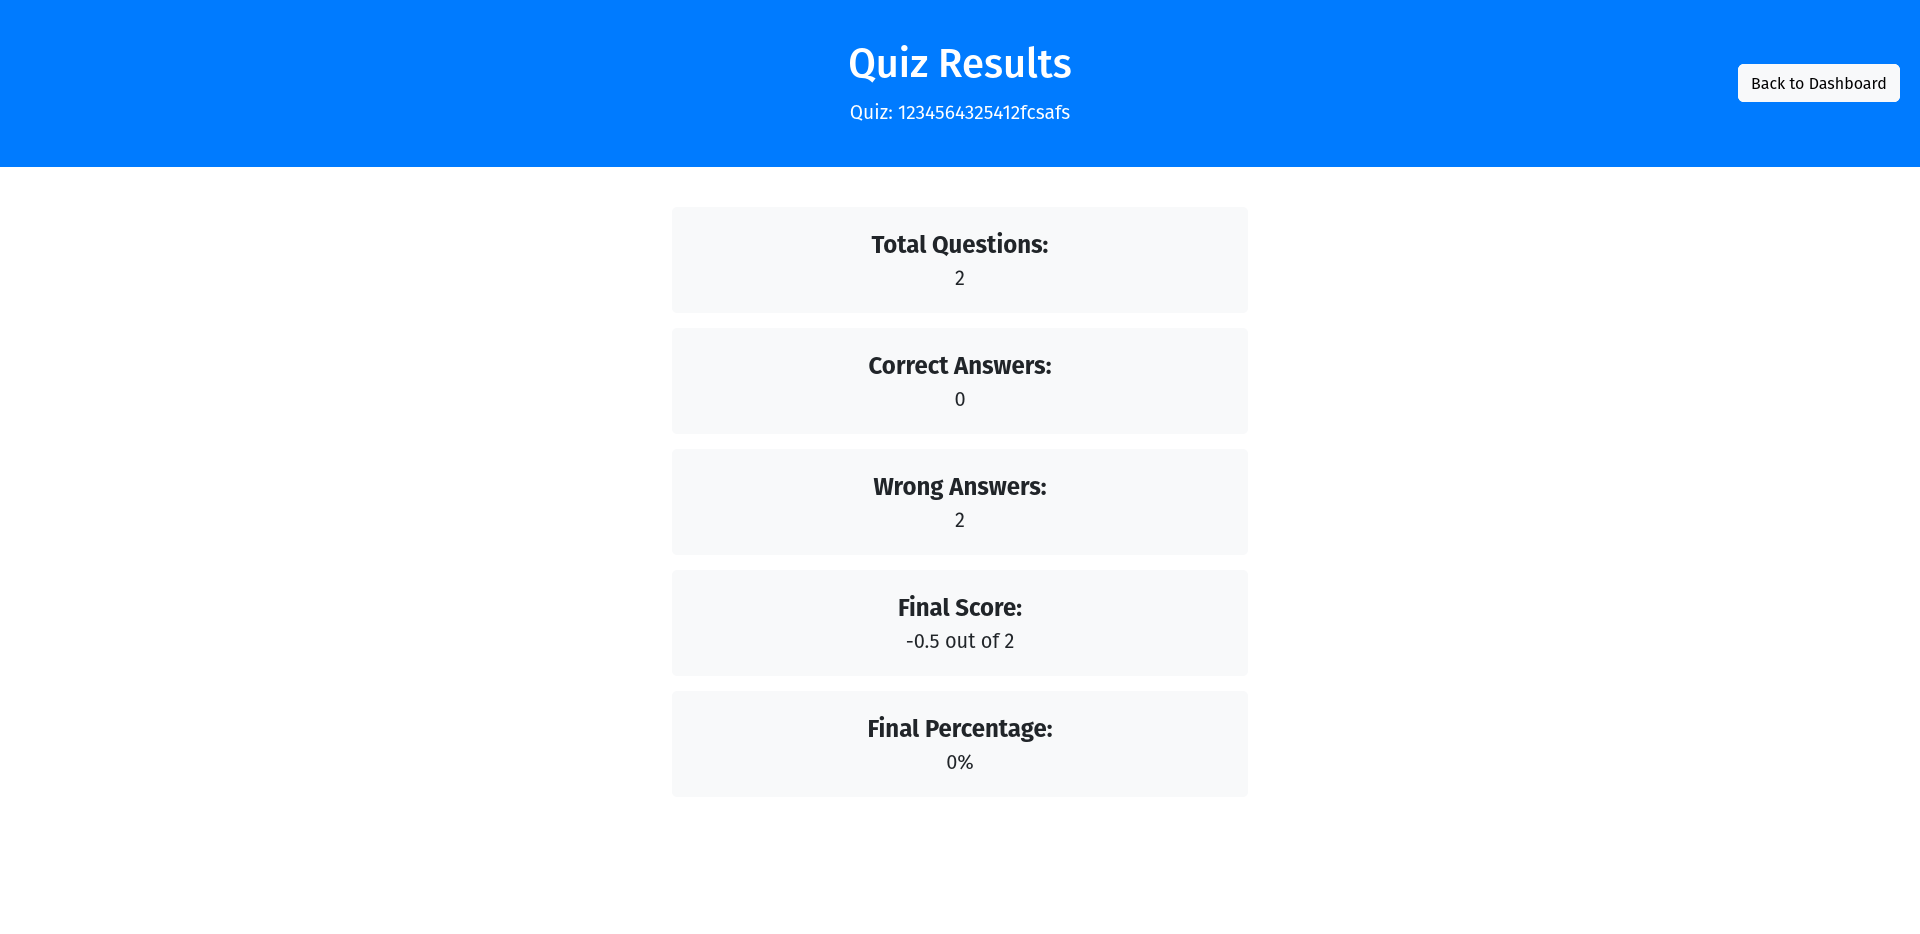 Quiz Results
Quiz: 1234564325412fcsafs
Back to Dashboard
Total Questions:
2
Correct Answers:
0
Wrong Answers:
2
Final Score:
-0.5 out of 2
Final Percentage:
0%